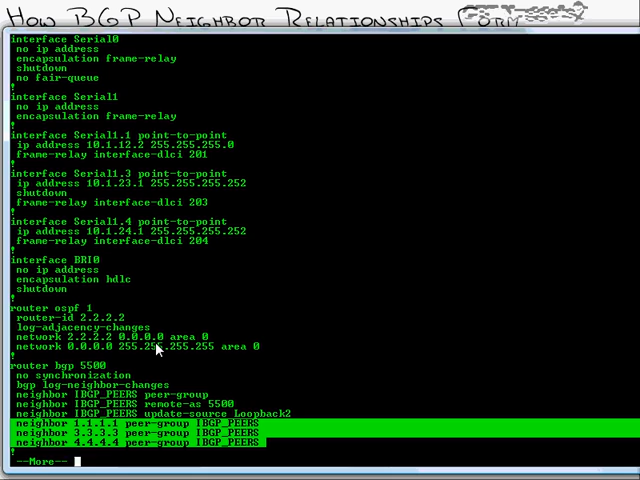 How BGP Neighbor Relationships Form
interface Serial0
no ip address
encapsulation frame-relay
shutdown
no fair-queue
!
interface Serial1
no ip address
encapsulation frame-relay
!
interface Serial1.1 point-to-point
ip address 10.1.12.2 255.255.255.0
frame-relay interface-dlci 201
!
interface Serial1.3 point-to-point
ip address 10.1.23.1 255.255.255.252
shutdown
frame-relay interface-dlci 203
!
interface Serial1.4 point-to-point
ip address 10.1.24.1 255.255.255.252
frame-relay interface-dlci 204
!
interface BRI0
no ip address
encapsulation hdlc
shutdown
!
router ospf 1
router-id 2.2.2.2
log-adjacency-changes
network 2.2.2.2 0.0.0.0 area 0
network 0.0.0.0 255.255.255.255 area 0
!
router bgp 5500
no synchronization
bgp log-neighbor-changes
neighbor IBGP_PEERS peer-group
neighbor IBGP_PEERS remote-as 5500
neighbor IBGP_PEERS update-source Loopback2
neighbor 1.1.1.1 peer-group IBGP_PEERS
neighbor 3.3.3.3 peer-group IBGP_PEERS
neighbor 4.4.4.4 peer-group IBGP_PEERS
!
--More--